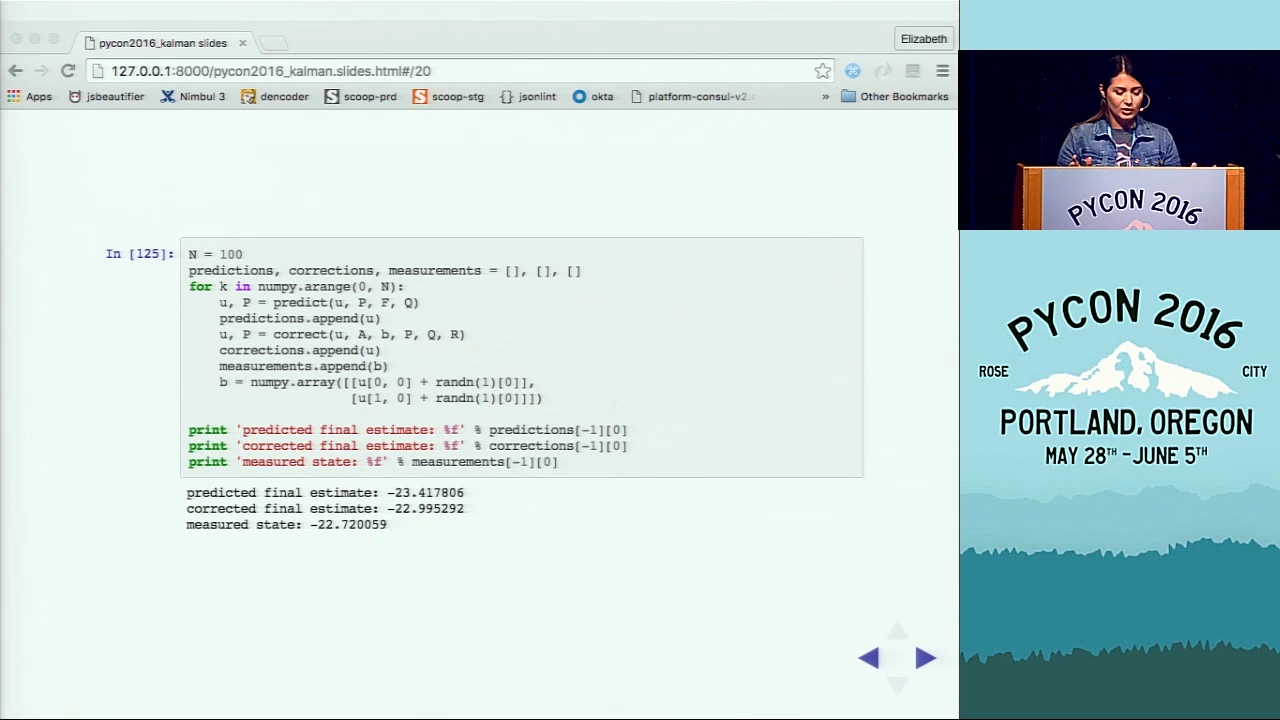 pycon2016_kalman slides
Elizabeth
127.0.0.1:8000/pycon2016_kalman.slides.html#/20
Apps jsbeautifier Nimbul 3 dencoder scoop-prd scoop-stg jsonlint okta platform-consul-v2. » Other Bookmarks
In [125]:
N = 100
predictions, corrections, measurements = [], [], []
for k in numpy.arange(0, N):
    u, P = predict(u, P, F, Q)
    predictions.append(u)
    u, P = correct(u, A, b, P, Q, R)
    corrections.append(u)
    measurements.append(b)
    b = numpy.array([[u[0, 0] + randn(1)[0]],
                     [u[1, 0] + randn(1)[0]]])
print 'predicted final estimate: %f' % predictions[-1][0]
print 'corrected final estimate: %f' % corrections[-1][0]
print 'measured state: %f' % measurements[-1][0]
predicted final estimate: -23.417806
corrected final estimate: -22.995292
measured state: -22.720059
PYCON 2016
PYCON 2016
ROSE CITY
PORTLAND, OREGON
MAY 28TH - JUNE 5TH